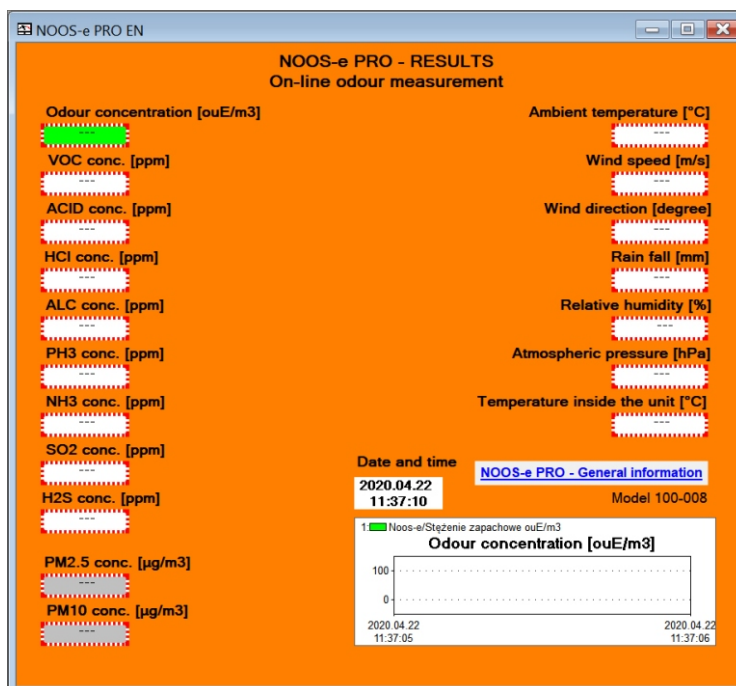 NOOS-e PRO EN
NOOS-e PRO - RESULTS
On-line odour measurement
Odour concentration [ouE/m3]
---
VOC conc. [ppm]
---
ACID conc. [ppm]
---
HCl conc. [ppm]
---
ALC conc. [ppm]
---
PH3 conc. [ppm]
---
NH3 conc. [ppm]
---
SO2 conc. [ppm]
---
H2S conc. [ppm]
---
PM2.5 conc. [µg/m3]
---
PM10 conc. [µg/m3]
---
Ambient temperature [°C]
---
Wind speed [m/s]
---
Wind direction [degree]
---
Rain fall [mm]
---
Relative humidity [%]
---
Atmospheric pressure [hPa]
---
Temperature inside the unit [°C]
---
Date and time
2020.04.22
11:37:10
NOOS-e PRO - General information
Model 100-008
1: Noos-e/Stężenie zapachowe ouE/m3
Odour concentration [ouE/m3]
100
0
2020.04.22
11:37:05
2020.04.22
11:37:06